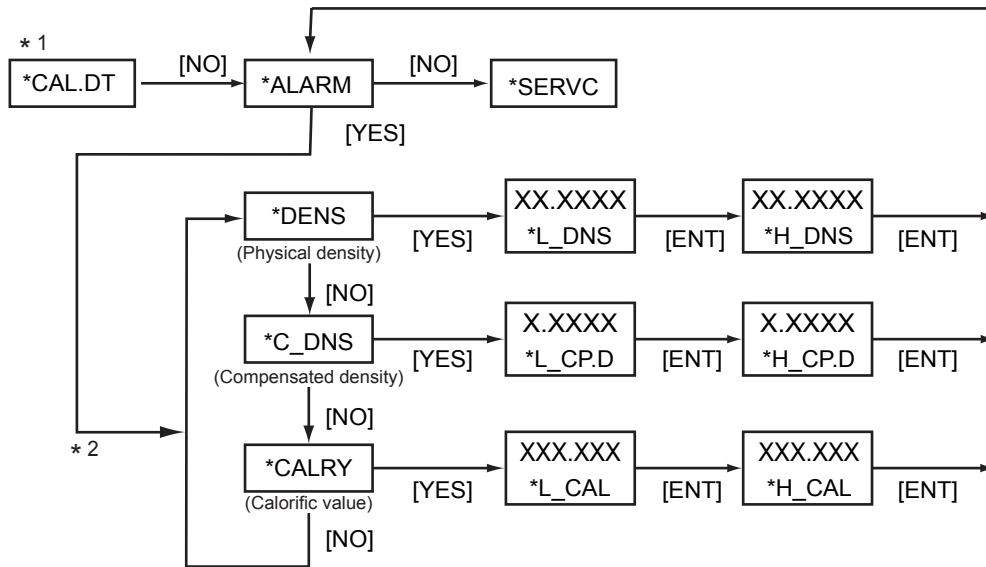 * 1
*CAL.DT
[NO]
*ALARM
[NO]
*SERVC
[YES]
*DENS
(Physical density)
[YES]
XX.XXXX
*L_DNS
[ENT]
XX.XXXX
*H_DNS
[ENT]
[NO]
*C_DNS
(Compensated density)
[YES]
X.XXXX
*L_CP.D
[ENT]
X.XXXX
*H_CP.D
[ENT]
[NO]
* 2
*CALRY
(Calorific value)
[YES]
XXX.XXX
*L_CAL
[ENT]
XXX.XXX
*H_CAL
[ENT]
[NO]